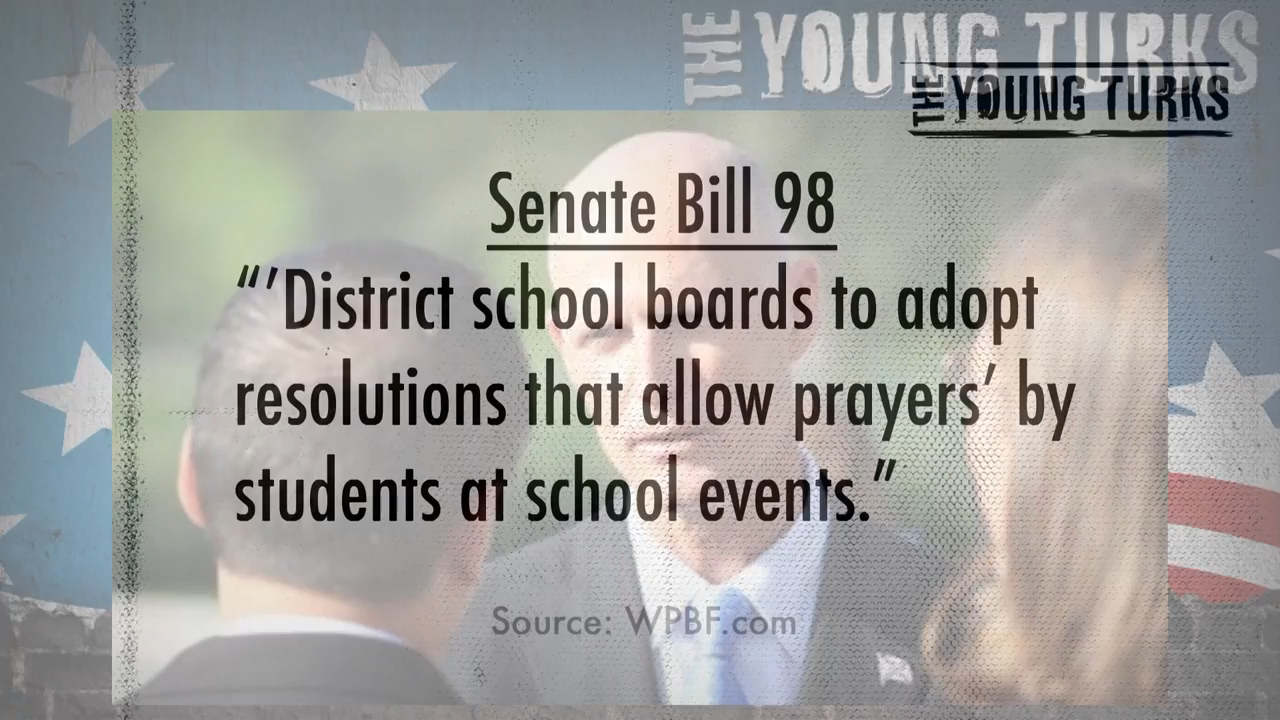 THE YOUNG TURKS
THE YOUNG TURKS
Senate Bill 98
“‘District school boards to adopt
resolutions that allow prayers’ by
students at school events.”
Source: WPBF.com